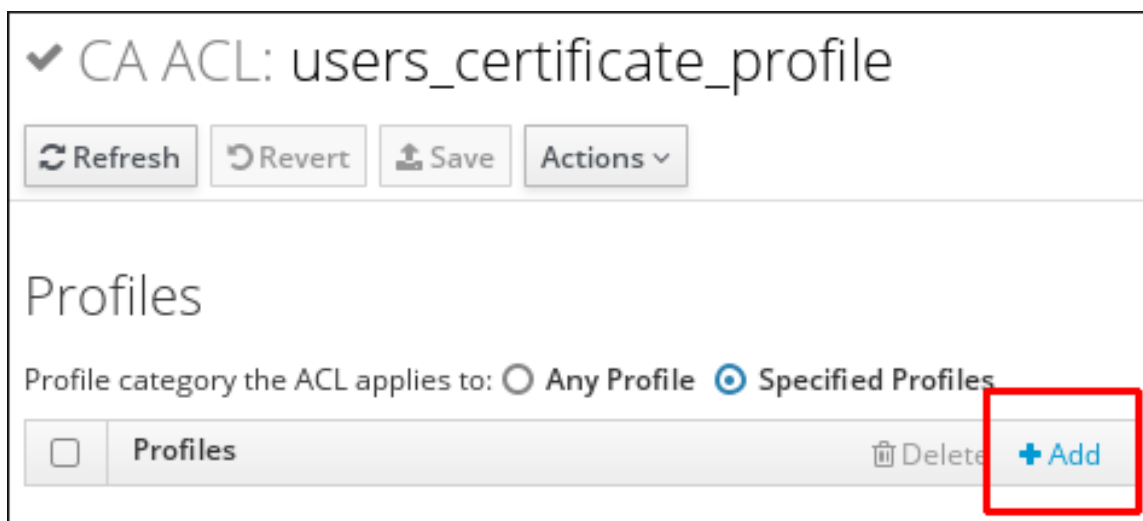 CA ACL: users_certificate_profile
Refresh Revert Save Actions
Profiles
Profile category the ACL applies to: Any Profile Specified Profiles
Profiles Delete Add